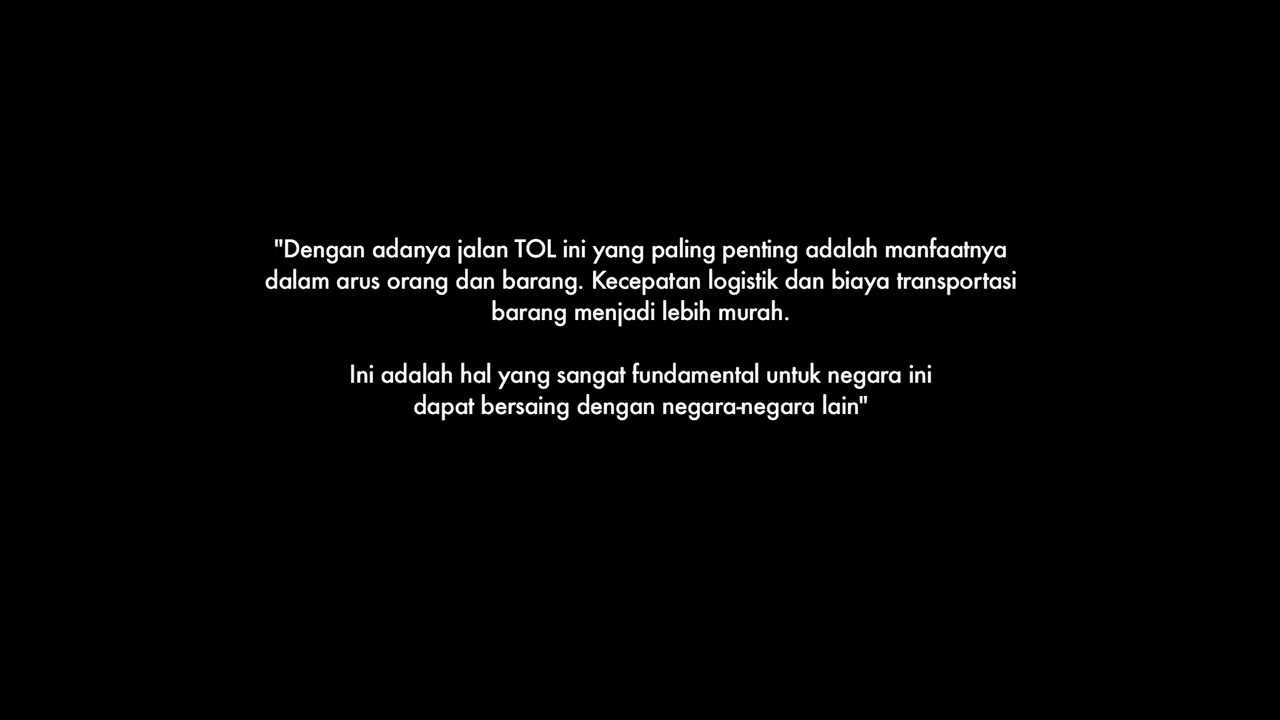 "Dengan adanya jalan TOL ini yang paling penting adalah manfaatnya
dalam arus orang dan barang. Kecepatan logistik dan biaya transportasi
barang menjadi lebih murah.
Ini adalah hal yang sangat fundamental untuk negara ini
dapat bersaing dengan negara-negara lain"